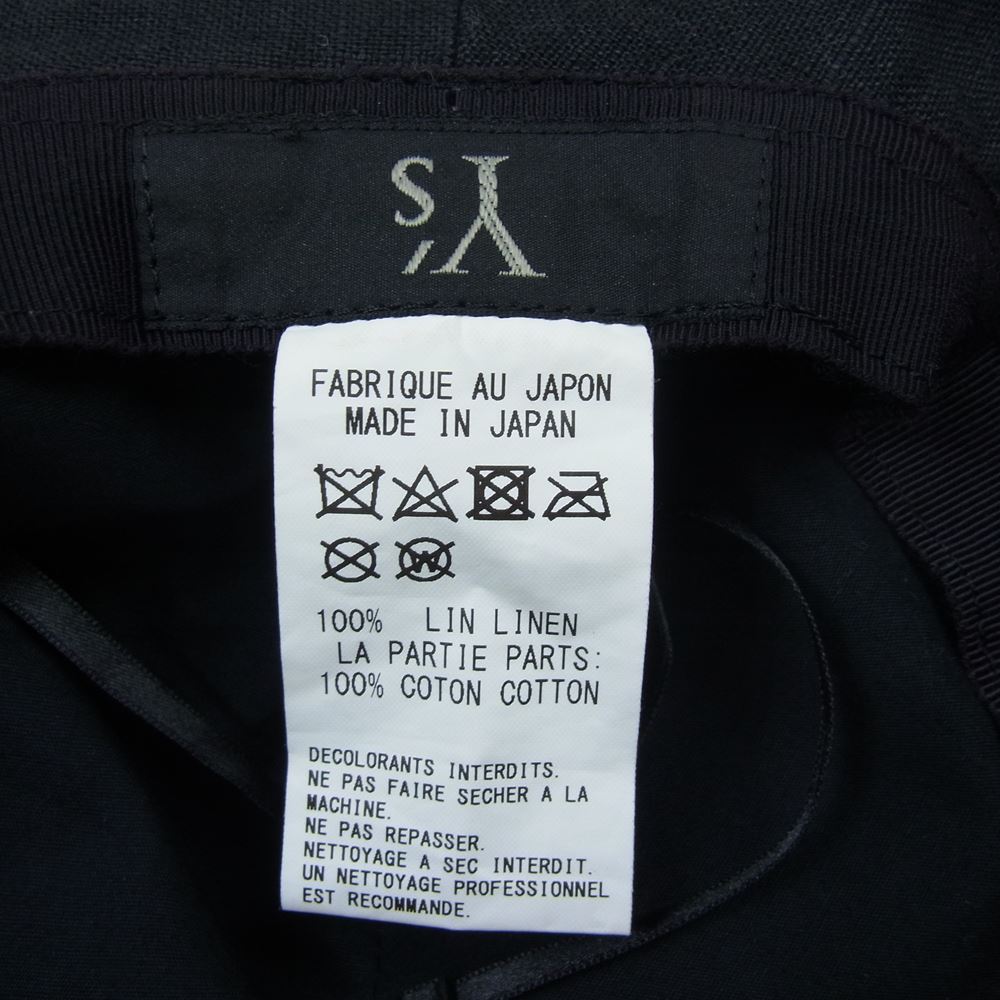 Y's
FABRIQUE AU JAPON
MADE IN JAPAN
W
100% LIN LINEN
LA PARTIE PARTS:
100% COTON COTTON
DECOLORANTS INTERDITS.
NE PAS FAIRE SECHER A LA
MACHINE.
NE PAS REPASSER.
NETTOYAGE A SEC INTERDIT.
UN NETTOYAGE PROFESSIONNEL
EST RECOMMANDE.